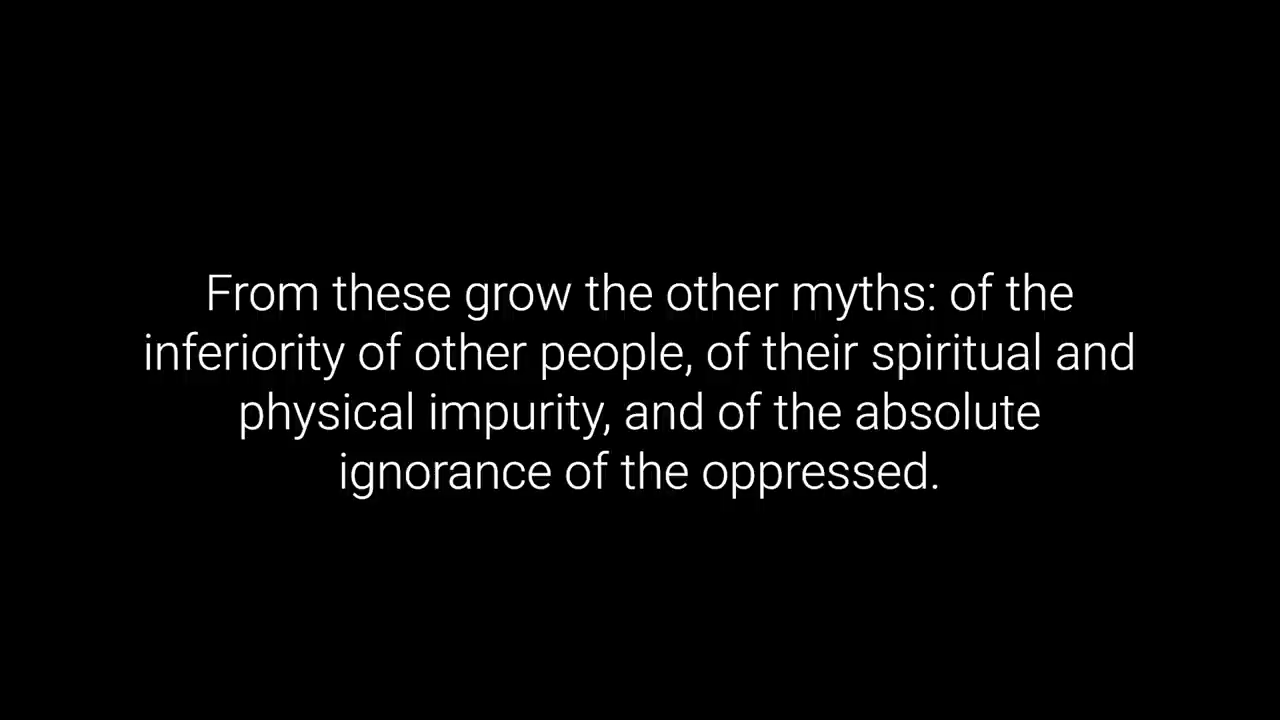 From these grow the other myths: of the
inferiority of other people, of their spiritual and
physical impurity, and of the absolute
ignorance of the oppressed.